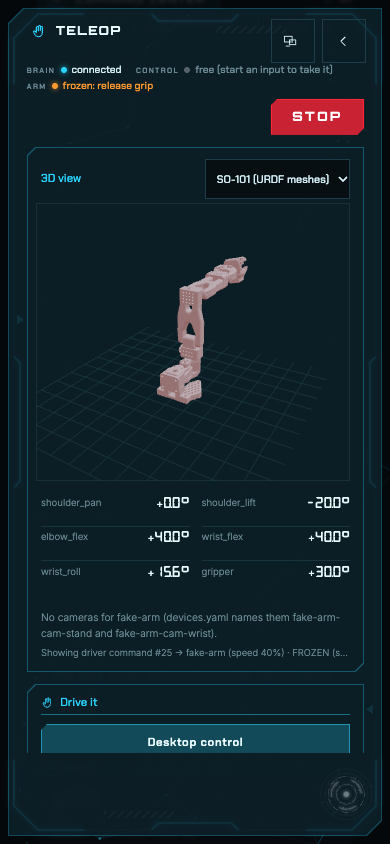 TELEOP
BRAIN connected CONTROL free (start an input to take it)
ARM frozen: release grip
STOP
3D view SO-101 (URDF meshes)
shoulder_pan +0.0° shoulder_lift -20.0°
elbow_flex +40.0° wrist_flex +40.0°
wrist_roll + 15.6° gripper +30.0°
No cameras for fake-arm (devices.yaml names them fake-arm-
cam-stand and fake-arm-cam-wrist).
Showing driver command #25 → fake-arm (speed 40%) · FROZEN (s...
Drive it
Desktop control